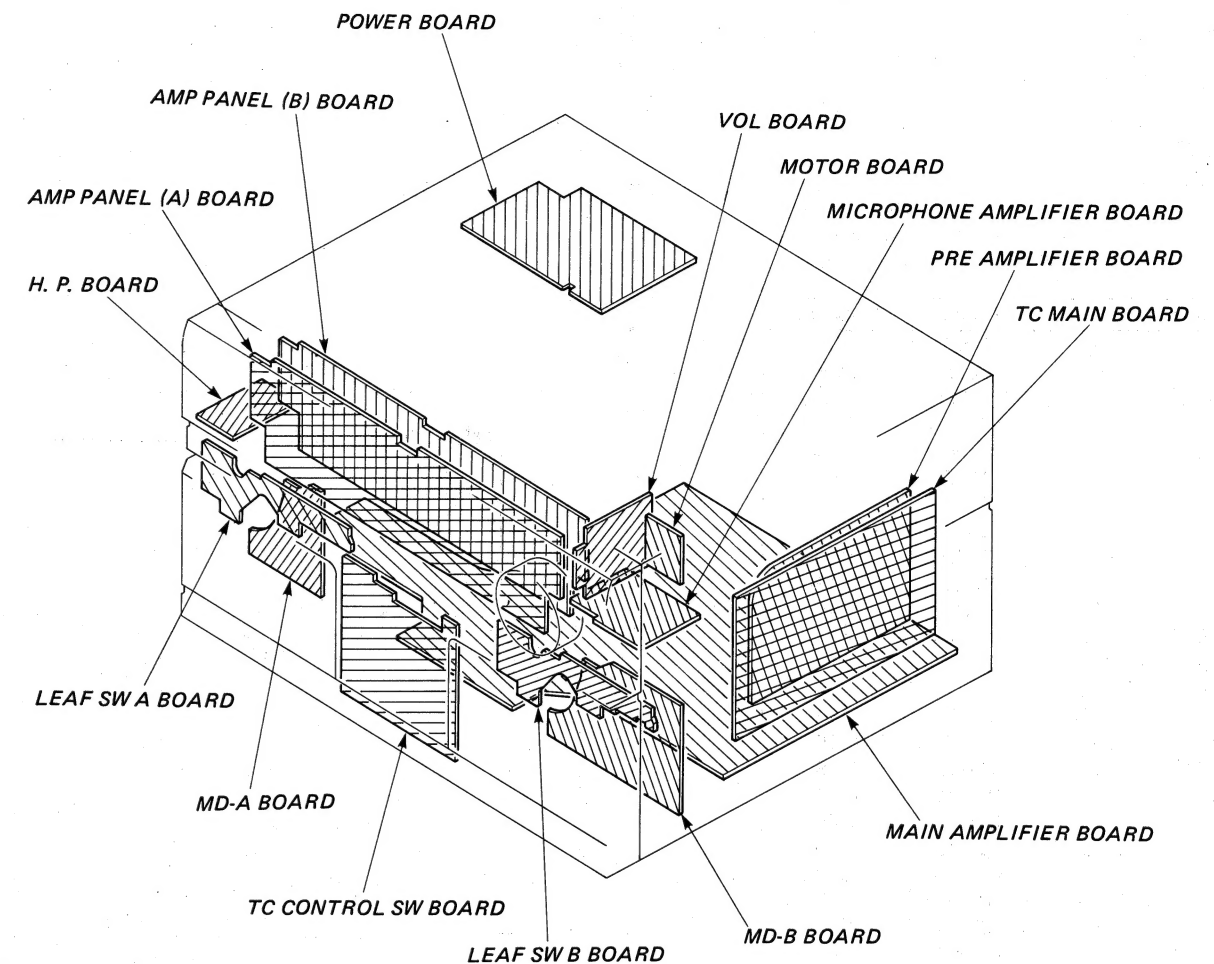 POWER BOARD
AMP PANEL (B) BOARD
VOL BOARD
MOTOR BOARD
AMP PANEL (A) BOARD
MICROPHONE AMPLIFIER BOARD
PRE AMPLIFIER BOARD
H. P. BOARD
TC MAIN BOARD
LEAF SW A BOARD
MD-A BOARD
MAIN AMPLIFIER BOARD
TC CONTROL SW BOARD
MD-B BOARD
LEAF SW B BOARD